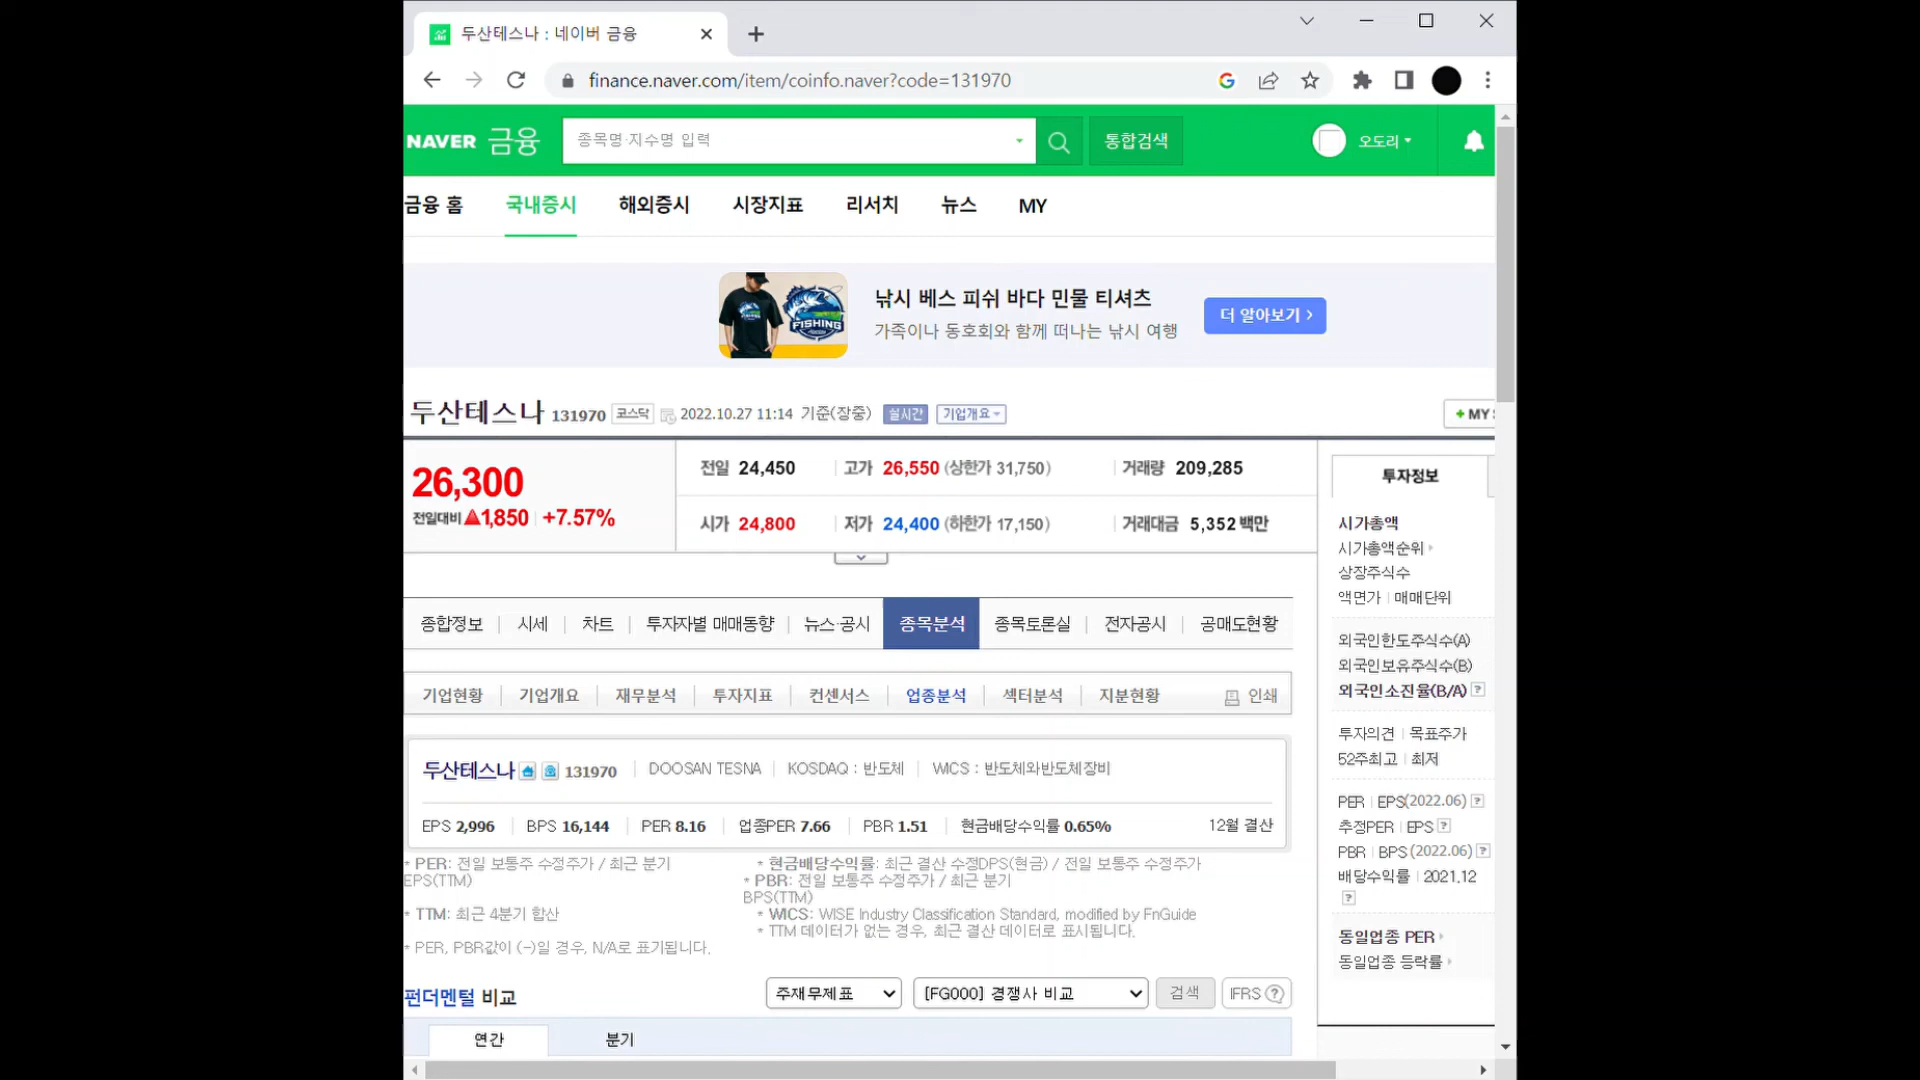 두산테스나 : 네이버 금융
finance.naver.com/item/coinfo.naver?code=131970
NAVER 금융 종목명·지수명 입력 통합검색 오도리
금융 홈 국내증시 해외증시 시장지표 리서치 뉴스 MY
낚시 베스 피쉬 바다 민물 티셔츠
가족이나 동호회와 함께 떠나는 낚시 여행
더 알아보기 >
FISHING
두산테스나 131970 코스닥 2022.10.27 11:14 기준(장중) 실시간 기업개요 + MY
26,300
전일대비 ▲1,850 +7.57%
전일 24,450 고가 26,550 (상한가 31,750) 거래량 209,285
시가 24,800 저가 24,400 (하한가 17,150) 거래대금 5,352 백만
투자정보
시가총액
시가총액순위
상장주식수
액면가 | 매매단위
외국인한도주식수(A)
외국인보유주식수(B)
외국인소진율(B/A) ?
투자의견 | 목표주가
52주최고 | 최저
PER | EPS(2022.06) ?
추정PER | EPS ?
PBR | BPS (2022.06) ?
배당수익률 | 2021.12
?
동일업종 PER
동일업종 등락률
종합정보 | 시세 | 차트 | 투자자별 매매동향 | 뉴스·공시 종목분석 종목토론실 | 전자공시 | 공매도현황
기업현황 | 기업개요 | 재무분석 | 투자지표 | 컨센서스 | 업종분석 | 섹터분석 | 지분현황 인쇄
두산테스나 131970 | DOOSAN TESNA | KOSDAQ : 반도체 | WICS : 반도체와반도체장비
EPS 2,996 | BPS 16,144 | PER 8.16 | 업종PER 7.66 | PBR 1.51 | 현금배당수익률 0.65% 12월 결산
* PER: 전일 보통주 수정주가 / 최근 분기
EPS(TTM)
* TTM: 최근 4분기 합산
* PER, PBR값이 (-)일 경우, N/A로 표기됩니다.
* 현금배당수익률: 최근 결산 수정DPS(현금) / 전일 보통주 수정주가
* PBR: 전일 보통주 수정주가 / 최근 분기
BPS(TTM)
* WICS: WISE Industry Classification Standard, modified by FnGuide
* TTM 데이터가 없는 경우, 최근 결산 데이터로 표시됩니다.
펀더멘털 비교 주재무제표 [FG000] 경쟁사 비교 검색 IFRS ?
연간 분기